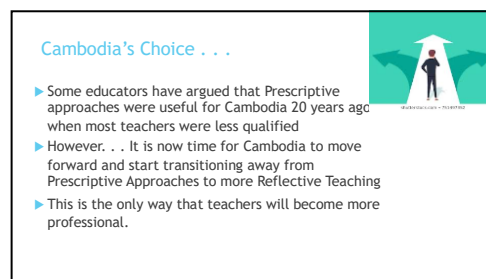 Cambodia's Choice . . .
Some educators have argued that Prescriptive
approaches were useful for Cambodia 20 years ago
when most teachers were less qualified
However. . . It is now time for Cambodia to move
forward and start transitioning away from
Prescriptive Approaches to more Reflective Teaching
This is the only way that teachers will become more
professional.